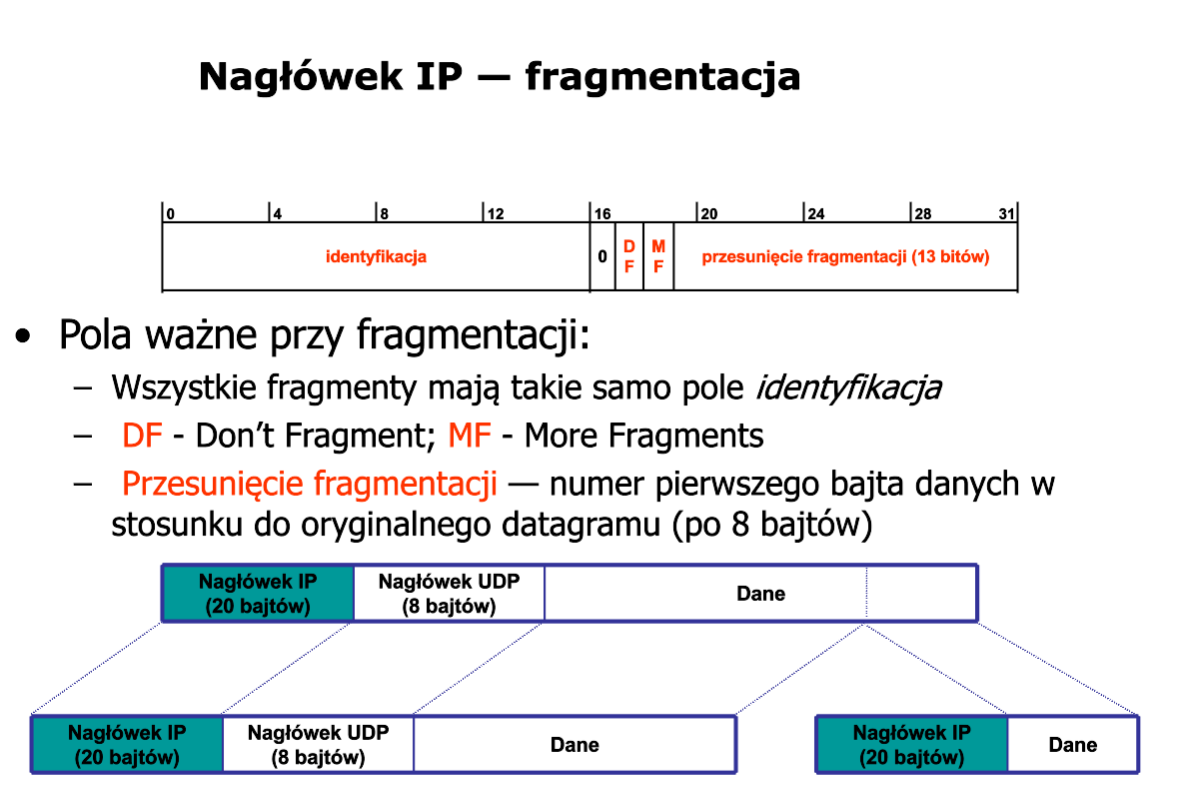 Nagłówek IP — fragmentacja
0 4 8 12 16 20 24 28 31
identyfikacja 0 DF MF przesunięcie fragmentacji (13 bitów)
• Pola ważne przy fragmentacji:
– Wszystkie fragmenty mają takie samo pole identyfikacja
– DF - Don't Fragment; MF - More Fragments
– Przesunięcie fragmentacji — numer pierwszego bajta danych w
stosunku do oryginalnego datagramu (po 8 bajtów)
Nagłówek IP
(20 bajtów)
Nagłówek UDP
(8 bajtów)
Dane
Nagłówek IP
(20 bajtów)
Nagłówek UDP
(8 bajtów)
Dane
Nagłówek IP
(20 bajtów)
Dane